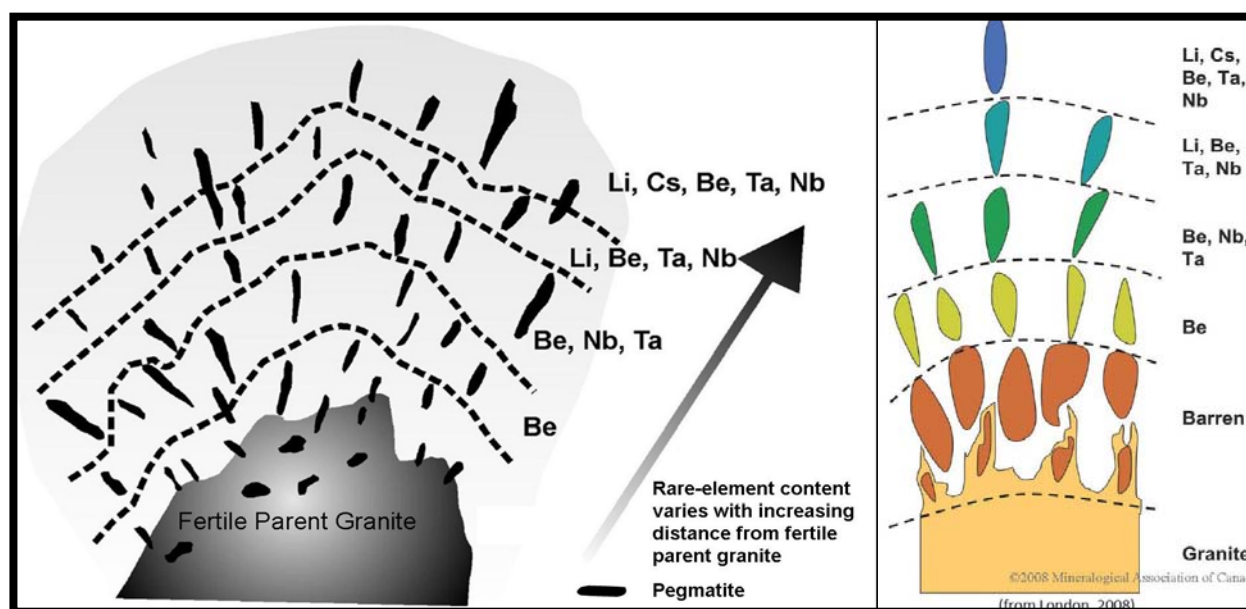 Li, Cs, Be, Ta, Nb
Li, Be, Ta, Nb
Be, Nb, Ta
Be
Fertile Parent Granite
Rare-element content
varies with increasing
distance from fertile
parent granite
Pegmatite
Li, Cs,
Be, Ta,
Nb
Li, Be,
Ta, Nb
Be, Nb,
Ta
Be
Barren
Granite
©2008 Mineralogical Association of Cana
(from London, 2008)